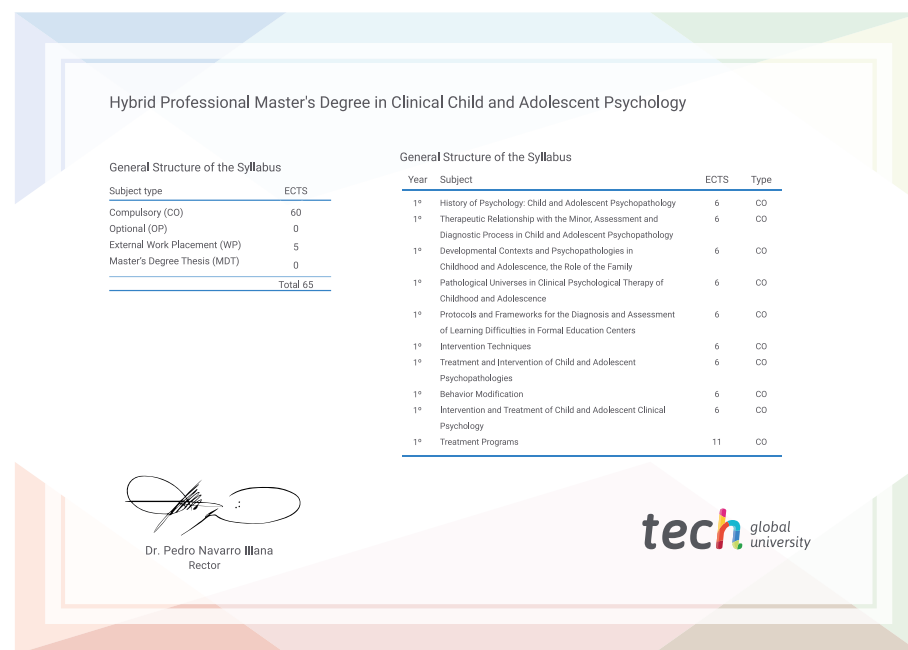 Hybrid Professional Master's Degree in Clinical Child and Adolescent Psychology
General Structure of the Syllabus
Subject type ECTS
Compulsory (CO) 60
Optional (OP) 0
External Work Placement (WP) 5
Master's Degree Thesis (MDT) 0
Total 65
General Structure of the Syllabus
Year Subject ECTS Type
1º History of Psychology: Child and Adolescent Psychopathology 6 CO
1º Therapeutic Relationship with the Minor, Assessment and 6 CO
Diagnostic Process in Child and Adolescent Psychopathology
1º Developmental Contexts and Psychopathologies in 6 CO
Childhood and Adolescence, the Role of the Family
1º Pathological Universes in Clinical Psychological Therapy of 6 CO
Childhood and Adolescence
1º Protocols and Frameworks for the Diagnosis and Assessment 6 CO
of Learning Difficulties in Formal Education Centers
1º Intervention Techniques 6 CO
1º Treatment and Intervention of Child and Adolescent 6 CO
Psychopathologies
1º Behavior Modification 6 CO
1º Intervention and Treatment of Child and Adolescent Clinical 6 CO
Psychology
1º Treatment Programs 11 CO
Dr. Pedro Navarro Illana
Rector
tech global
university